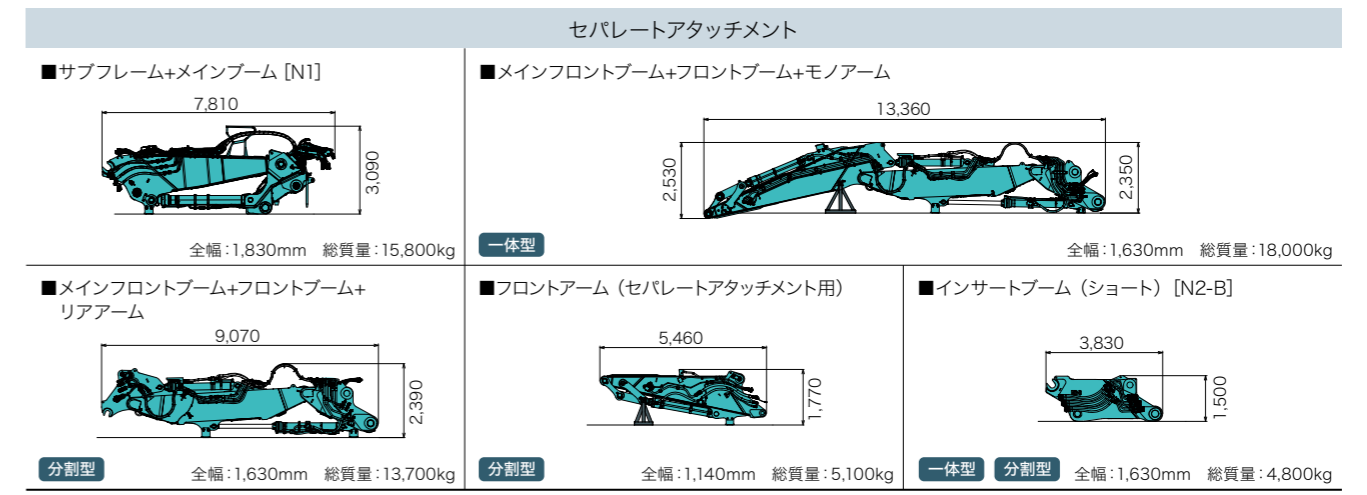 セパレートアタッチメント
■サブフレーム+メインブーム［N1］
7,810
3,090
全幅：1,830mm　総質量：15,800kg
■メインフロントブーム+フロントブーム+モノアーム
13,360
2,530
2,350
一体型
全幅：1,630mm　総質量：18,000kg
■メインフロントブーム+フロントブーム+
リアアーム
9,070
2,390
分割型
全幅：1,630mm　総質量：13,700kg
■フロントアーム（セパレートアタッチメント用）
5,460
1,770
分割型
全幅：1,140mm　総質量：5,100kg
■インサートブーム（ショート）［N2-B］
3,830
1,500
一体型　分割型
全幅：1,630mm　総質量：4,800kg